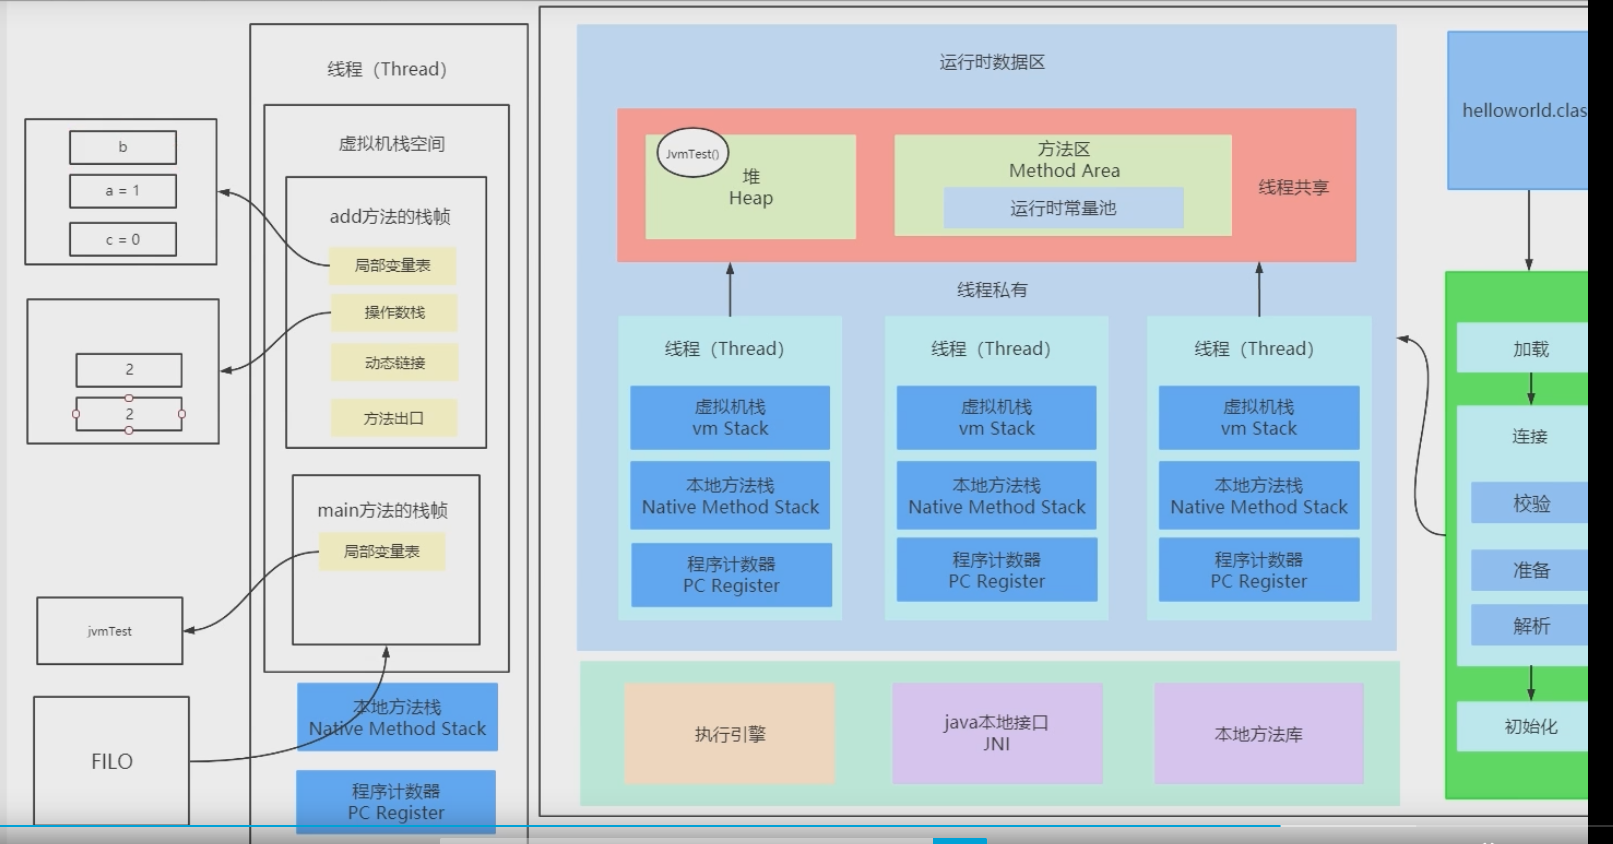 线程（Thread）
虚拟机栈空间
add方法的栈帧
局部变量表
操作数栈
动态链接
方法出口
main方法的栈帧
局部变量表
本地方法栈
Native Method Stack
程序计数器
PC Register
b
a = 1
c = 0
2
2
jvmTest
FILO
运行时数据区
JvmTest()
堆
Heap
方法区
Method Area
运行时常量池
线程共享
线程私有
线程（Thread）
虚拟机栈
vm Stack
本地方法栈
Native Method Stack
程序计数器
PC Register
线程（Thread）
虚拟机栈
vm Stack
本地方法栈
Native Method Stack
程序计数器
PC Register
线程（Thread）
虚拟机栈
vm Stack
本地方法栈
Native Method Stack
程序计数器
PC Register
执行引擎
java本地接口
JNI
本地方法库
helloworld.clas
加载
连接
校验
准备
解析
初始化